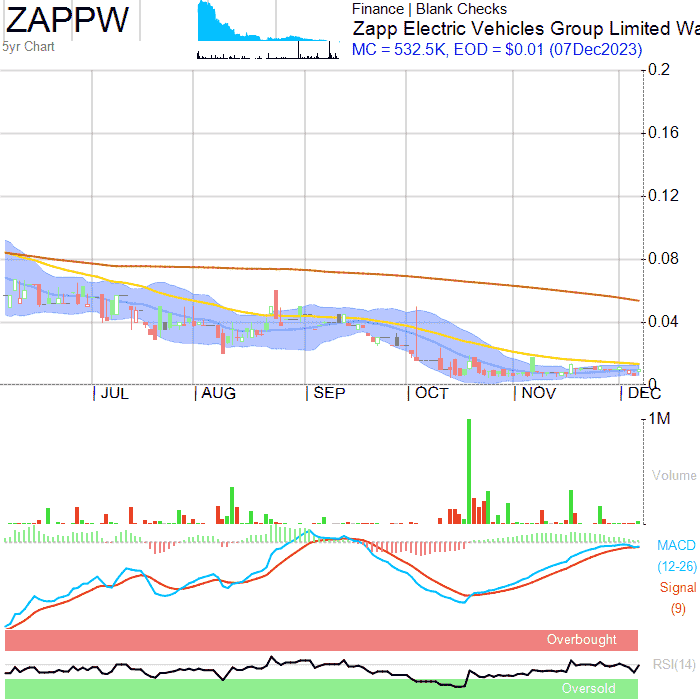 ZAPPW
5yr Chart
Finance | Blank Checks
Zapp Electric Vehicles Group Limited Wa
MC = 532.5K, EOD = $0.01 (07Dec2023)
0.2
0.16
0.12
0.08
0.04
0
JUL AUG SEP OCT NOV DEC
1M
Volume
MACD
(12-26)
Signal
(9)
Overbought
RSI(14)
Oversold